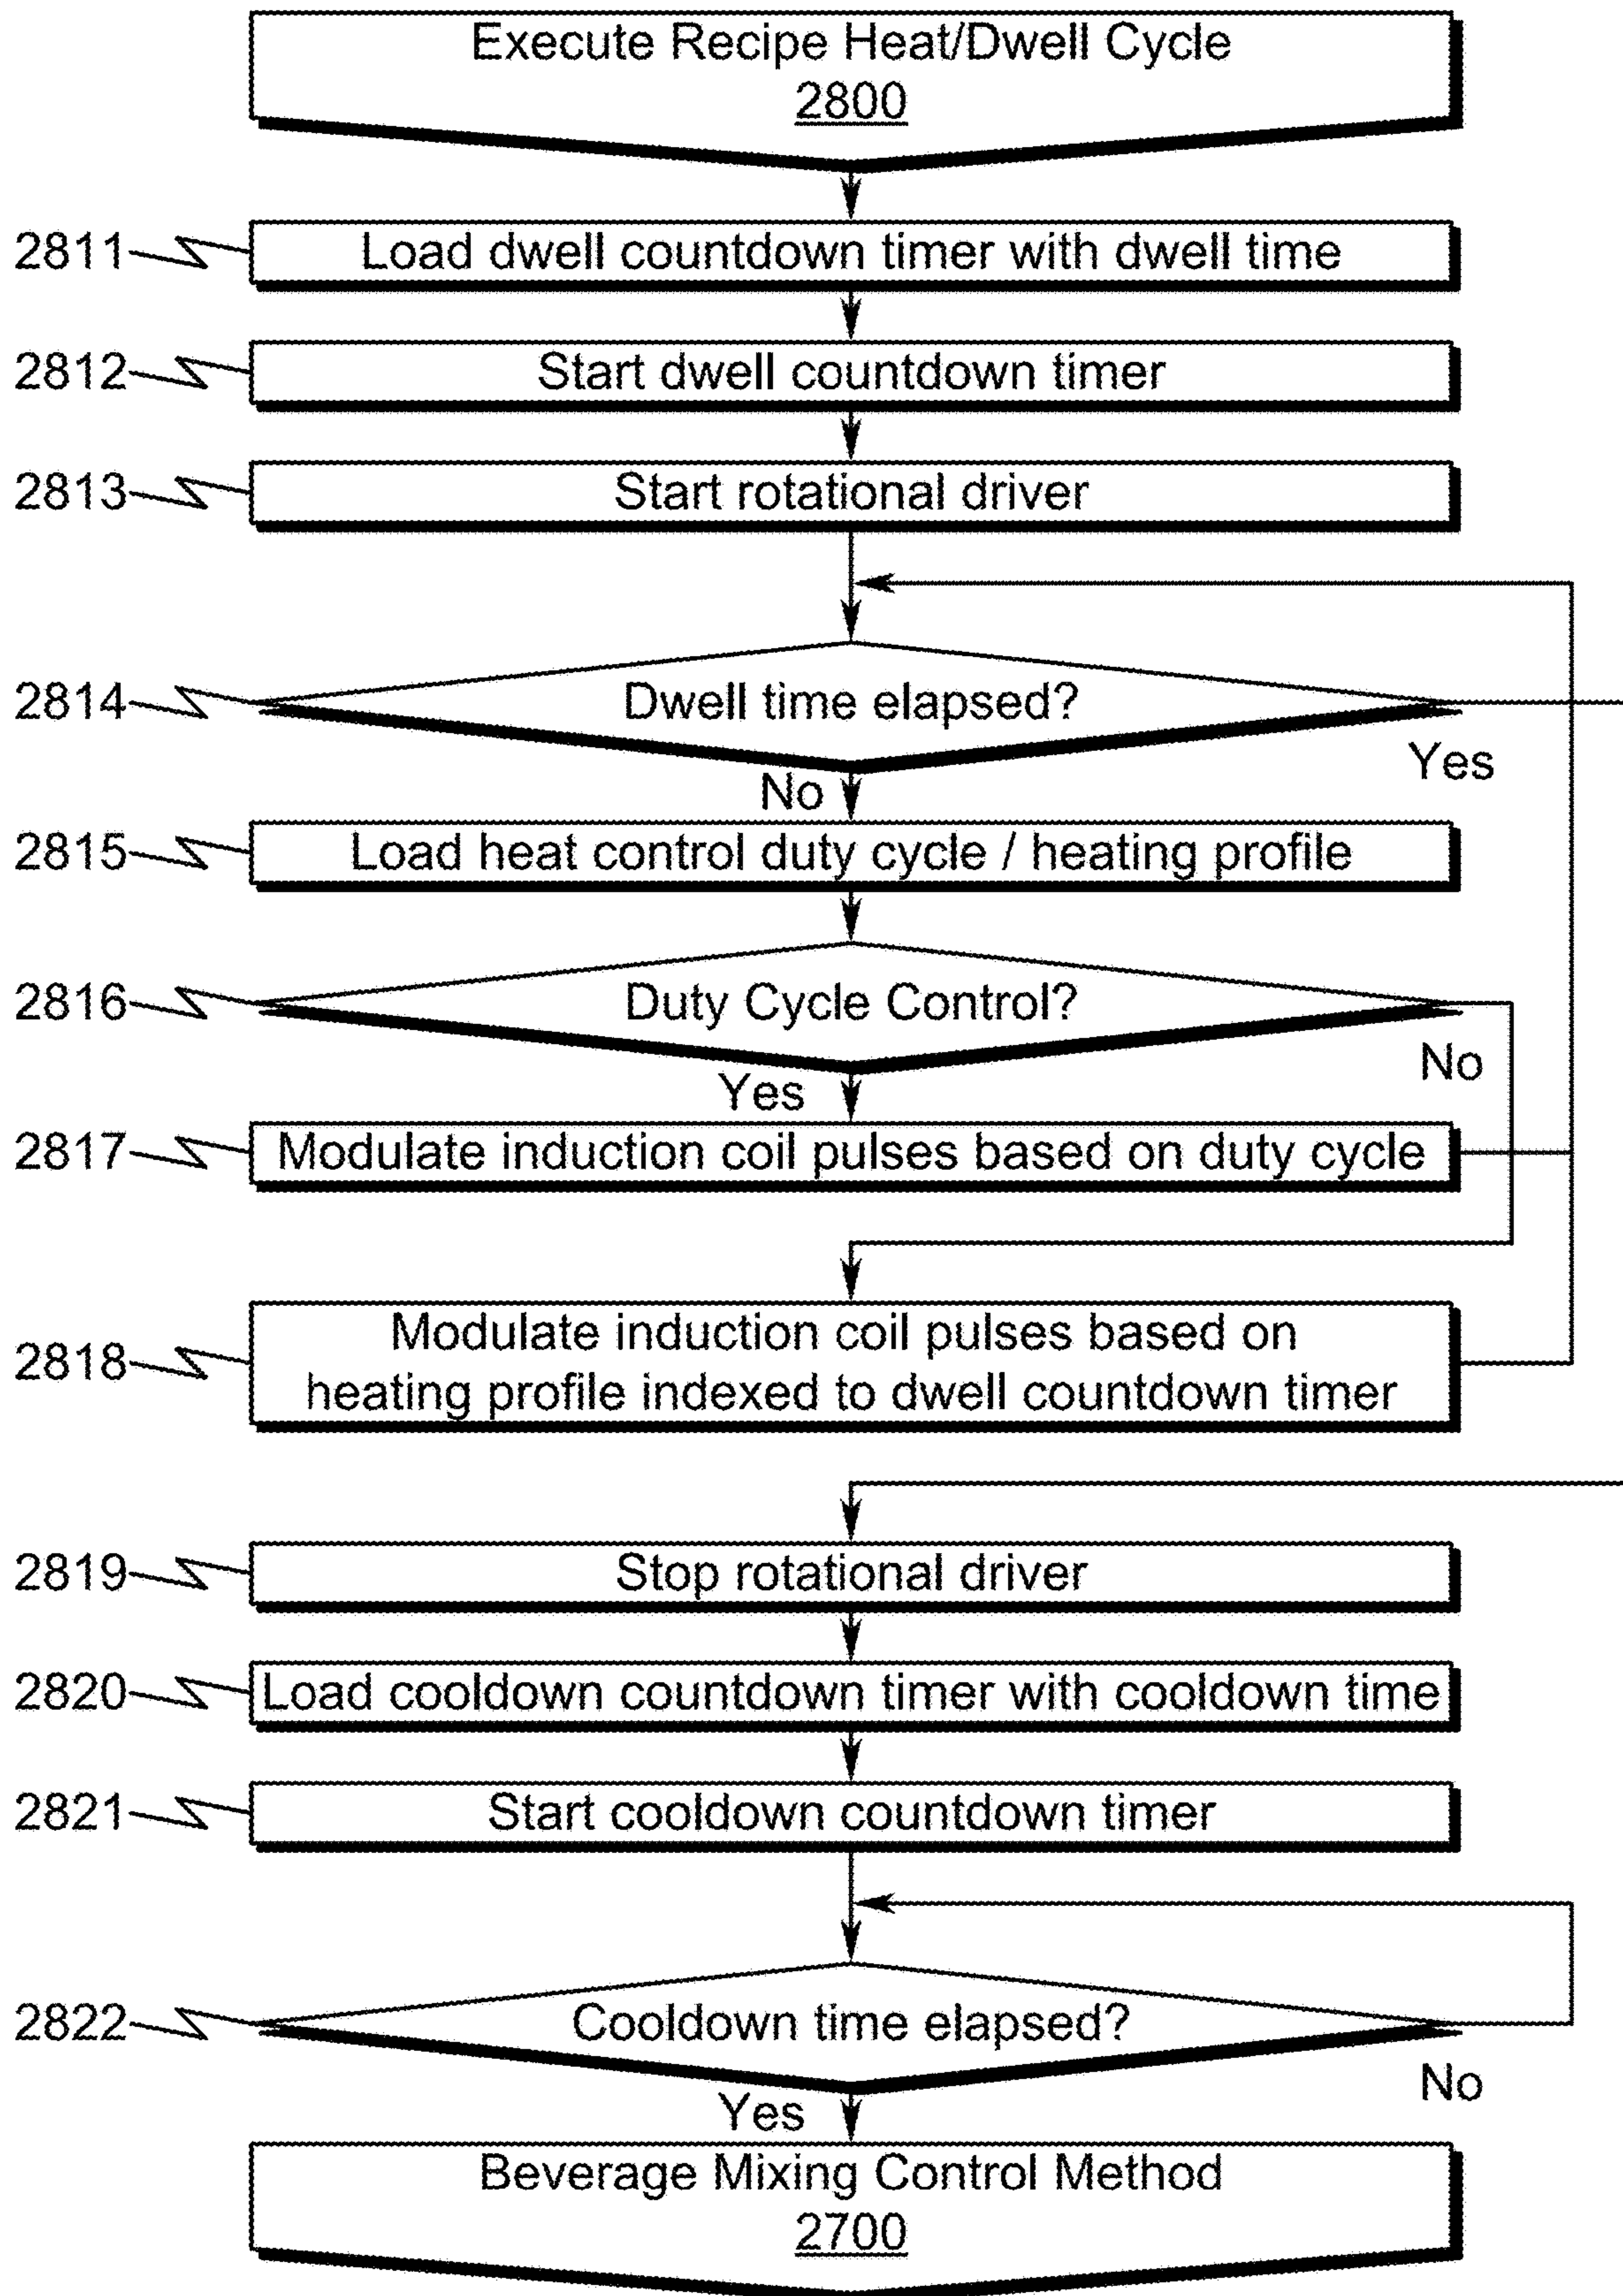 Execute Recipe Heat/Dwell Cycle
2800
2811
Load dwell countdown timer with dwell time
2812
Start dwell countdown timer
2813
Start rotational driver
2814
Dwell time elapsed?
Yes
No
2815
Load heat control duty cycle / heating profile
2816
Duty Cycle Control?
No
Yes
2817
Modulate induction coil pulses based on duty cycle
2818
Modulate induction coil pulses based on
heating profile indexed to dwell countdown timer
2819
Stop rotational driver
2820
Load cooldown countdown timer with cooldown time
2821
Start cooldown countdown timer
2822
Cooldown time elapsed?
No
Yes
Beverage Mixing Control Method
2700